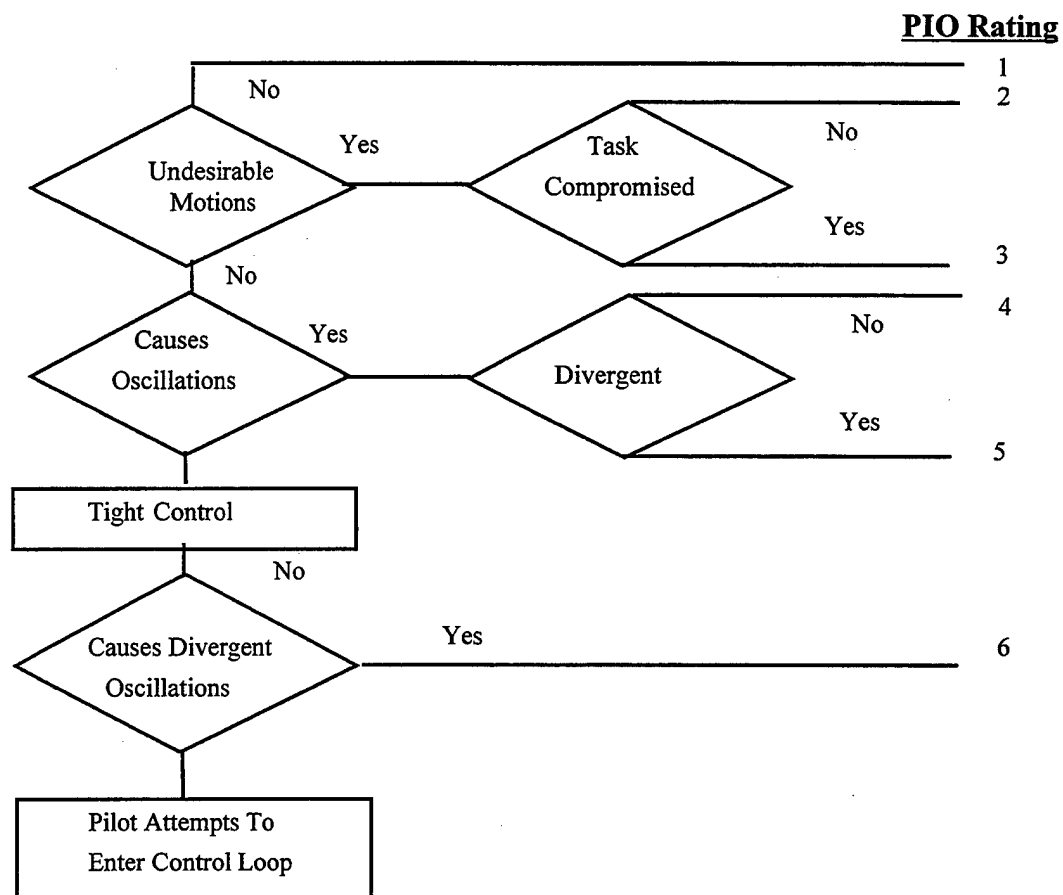 PIO Rating
1
No
2
Yes
No
Task
Compromised
Undesirable
Motions
Yes
3
No
4
Causes
Oscillations
Yes
No
Divergent
Yes
5
Tight Control
No
Causes Divergent
Oscillations
Yes
6
Pilot Attempts To
Enter Control Loop